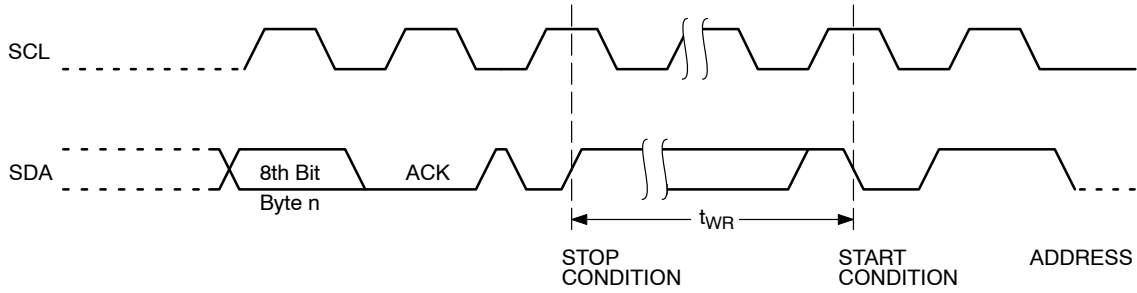 SCL
SDA
8th Bit
Byte n
ACK
tWR
STOP
CONDITION
START
CONDITION
ADDRESS